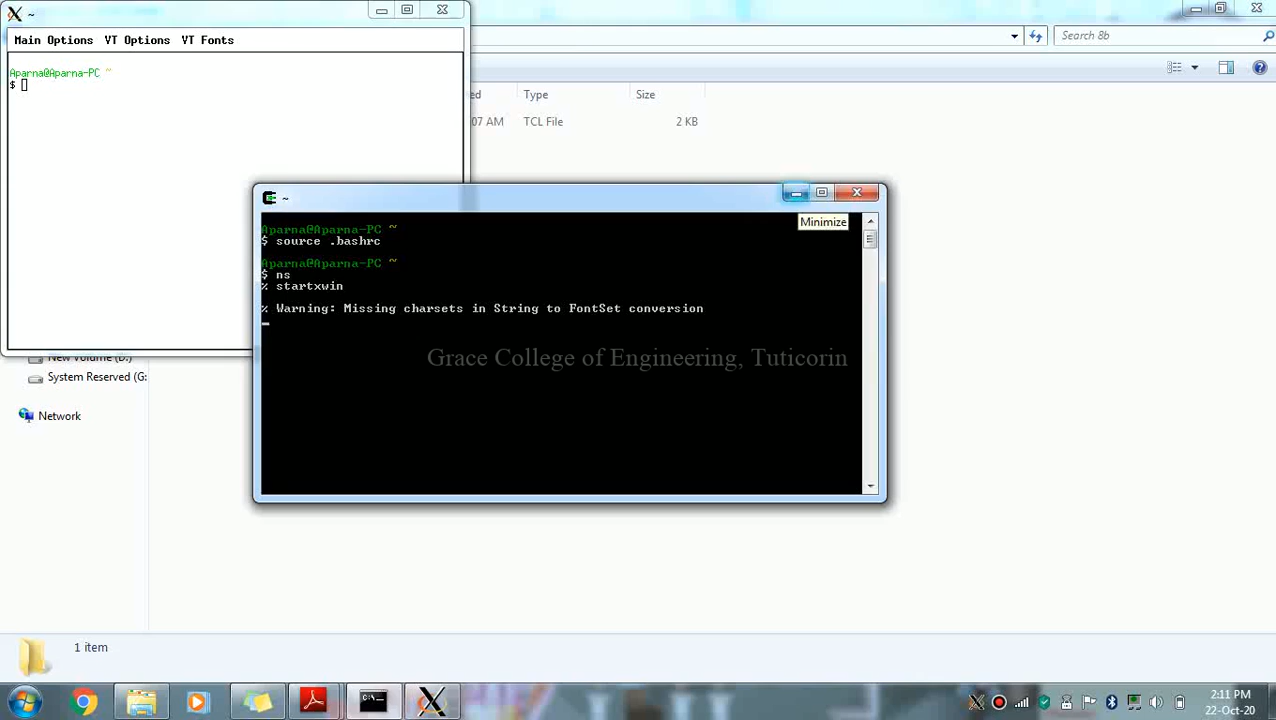 ~
Main Options VT Options VT Fonts
Aparna@Aparna-PC ~
$
Search 8b
ed Type Size
07 AM TCL File 2 KB
~
Minimize
Aparna@Aparna-PC ~
$ source .bashrc
Aparna@Aparna-PC ~
$ ns
% startxwin
% Warning: Missing charsets in String to FontSet conversion
Grace College of Engineering, Tuticorin
New Volume (D:)
System Reserved (G:
Network
1 item
2:11 PM
22-Oct-20